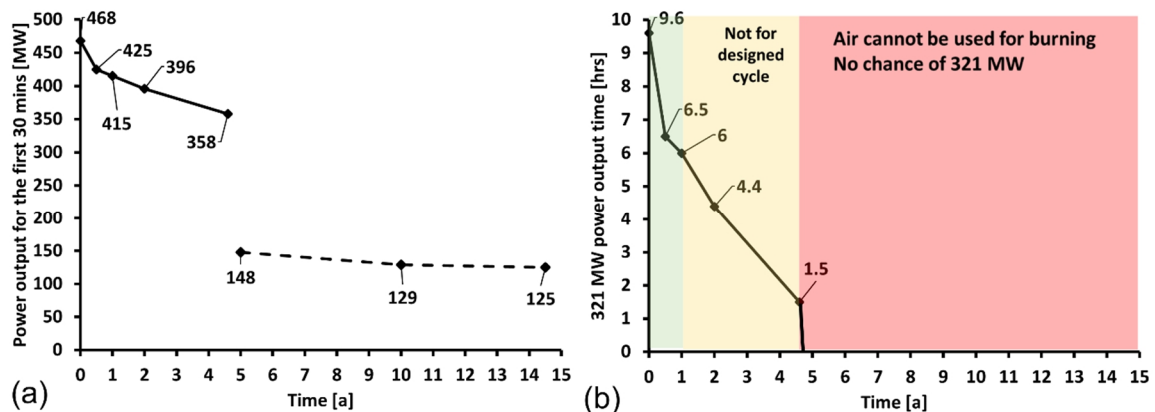 Power output for the first 30 mins [MW]
500
450
400
350
300
250
200
150
100
50
0
468
425
415
396
358
148
129
125
0 1 2 3 4 5 6 7 8 9 10 11 12 13 14 15
Time [a]
(a)
321 MW power output time [hrs]
10
9
8
7
6
5
4
3
2
1
0
9.6
6.5
6
4.4
1.5
Not for
designed
cycle
Air cannot be used for burning
No chance of 321 MW
0 1 2 3 4 5 6 7 8 9 10 11 12 13 14 15
Time [a]
(b)